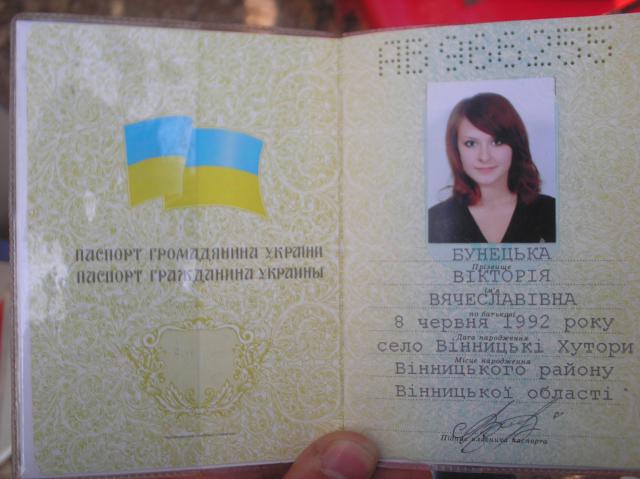 ПАСПОРТ ГРОМАДЯНИНА УКРАЇНИ
ПАСПОРТ ГРАЖДАНИНА УКРАИНЫ
АВ 966255
БУНЕЦЬКА
Прізвище
ВІКТОРІЯ
ім'я
ВЯЧЕСЛАВІВНА
по батькові
8 червня 1992 року
Дата народження
село Вінницькі Хутори
Місце народження
Вінницького району
Вінницької області
Підпис власника паспорта